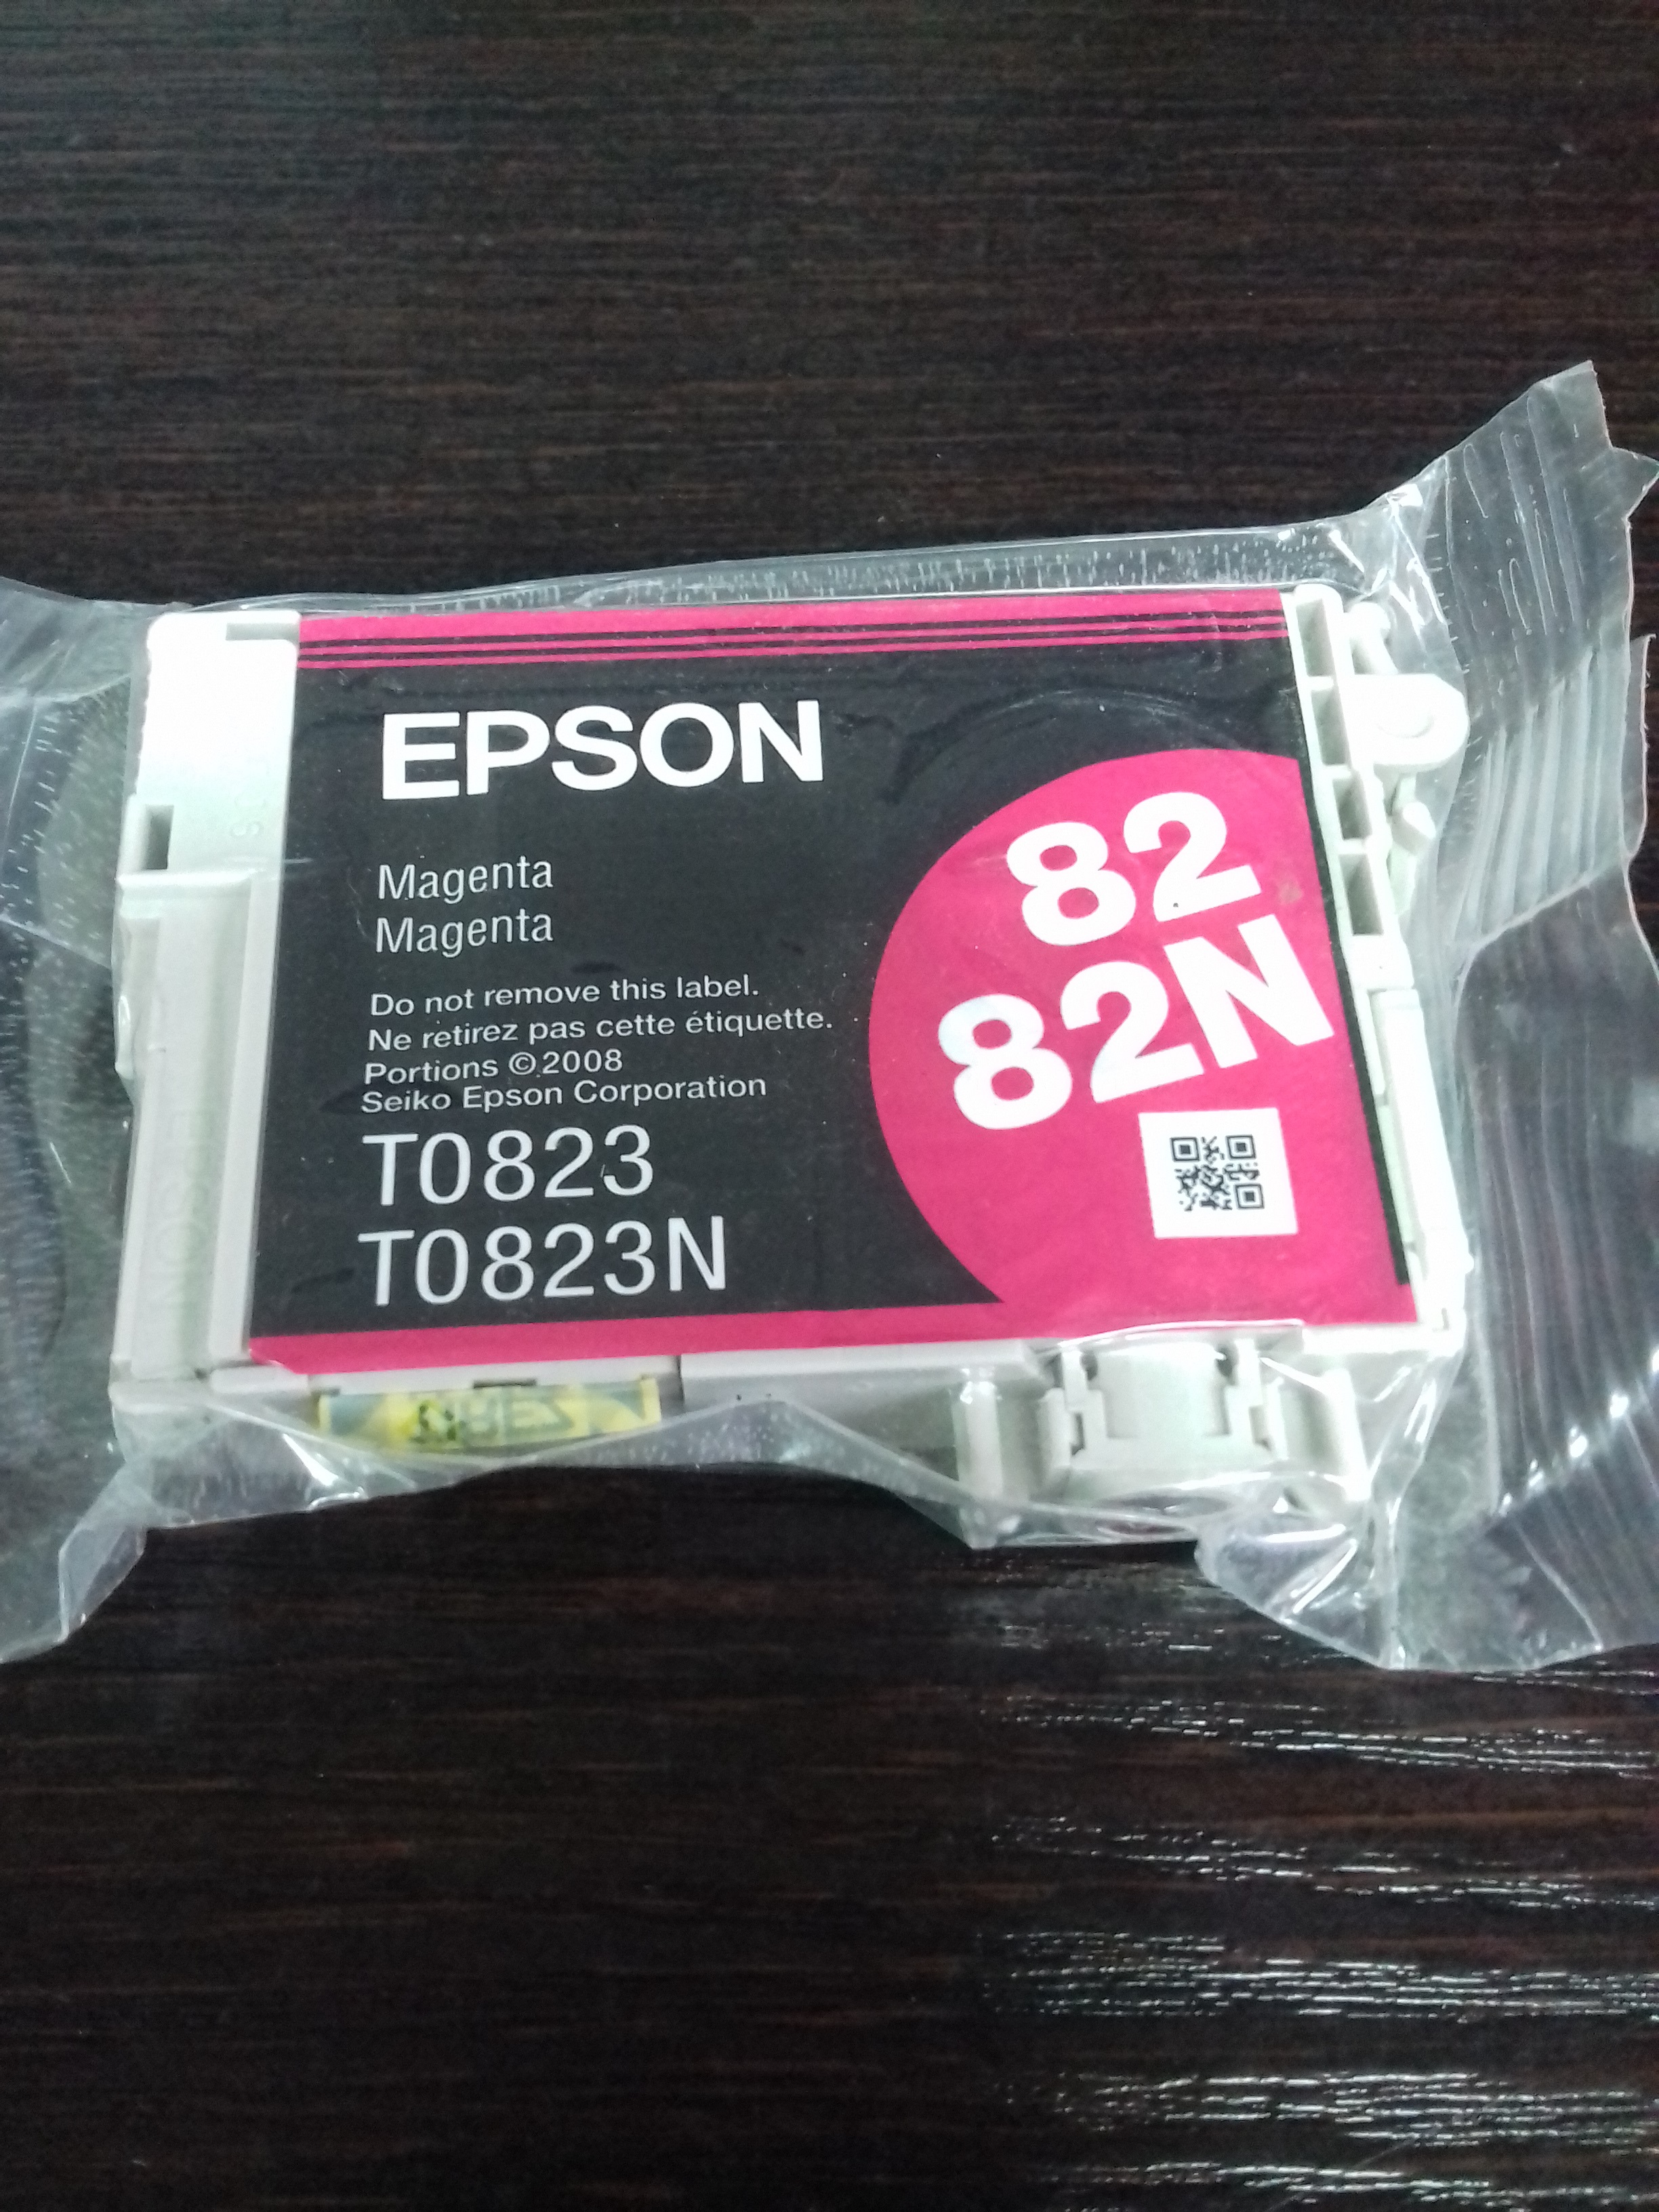 EPSON
Magenta
Magenta
Do not remove this label.
Ne retirez pas cette étiquette.
Portions ©2008
Seiko Epson Corporation
T0823
T0823N
82
82N